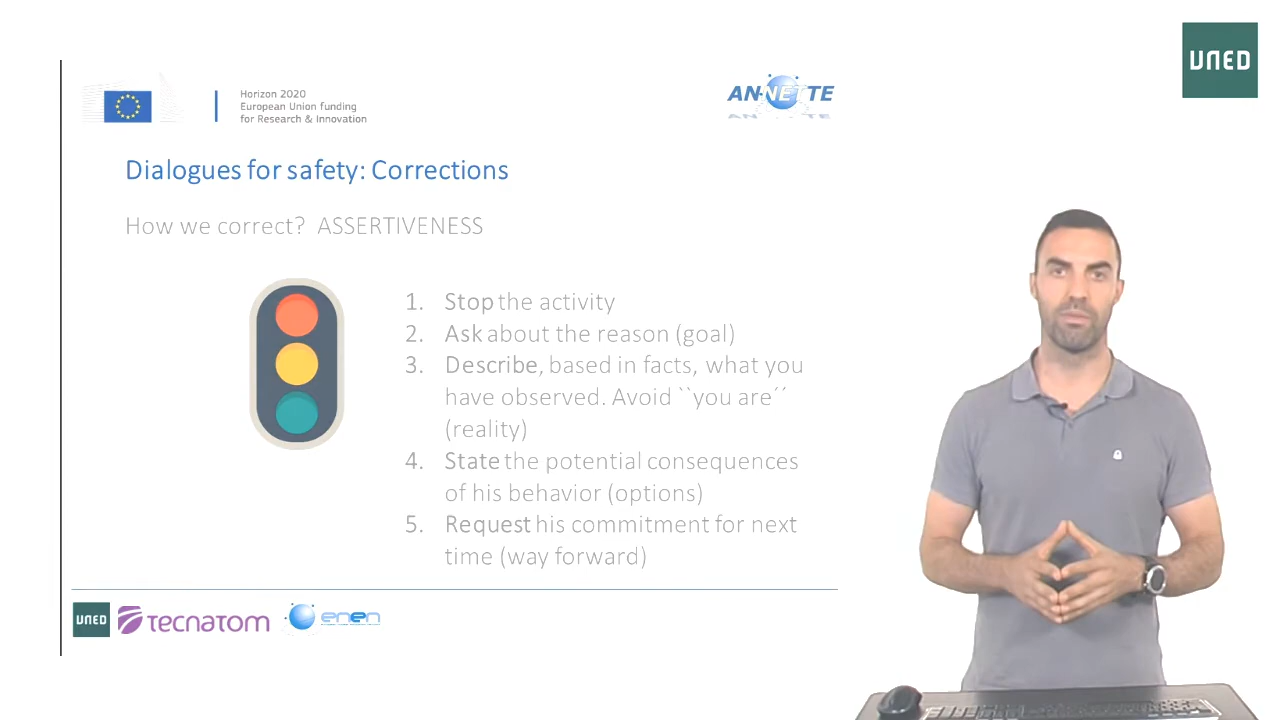 UNED
Horizon 2020
European Union funding
for Research & Innovation
ANNETTE
Dialogues for safety: Corrections
How we correct? ASSERTIVENESS
1. Stop the activity
2. Ask about the reason (goal)
3. Describe, based in facts, what you
have observed. Avoid ``you are´´
(reality)
4. State the potential consequences
of his behavior (options)
5. Request his commitment for next
time (way forward)
UNED
TECNATOM
enen